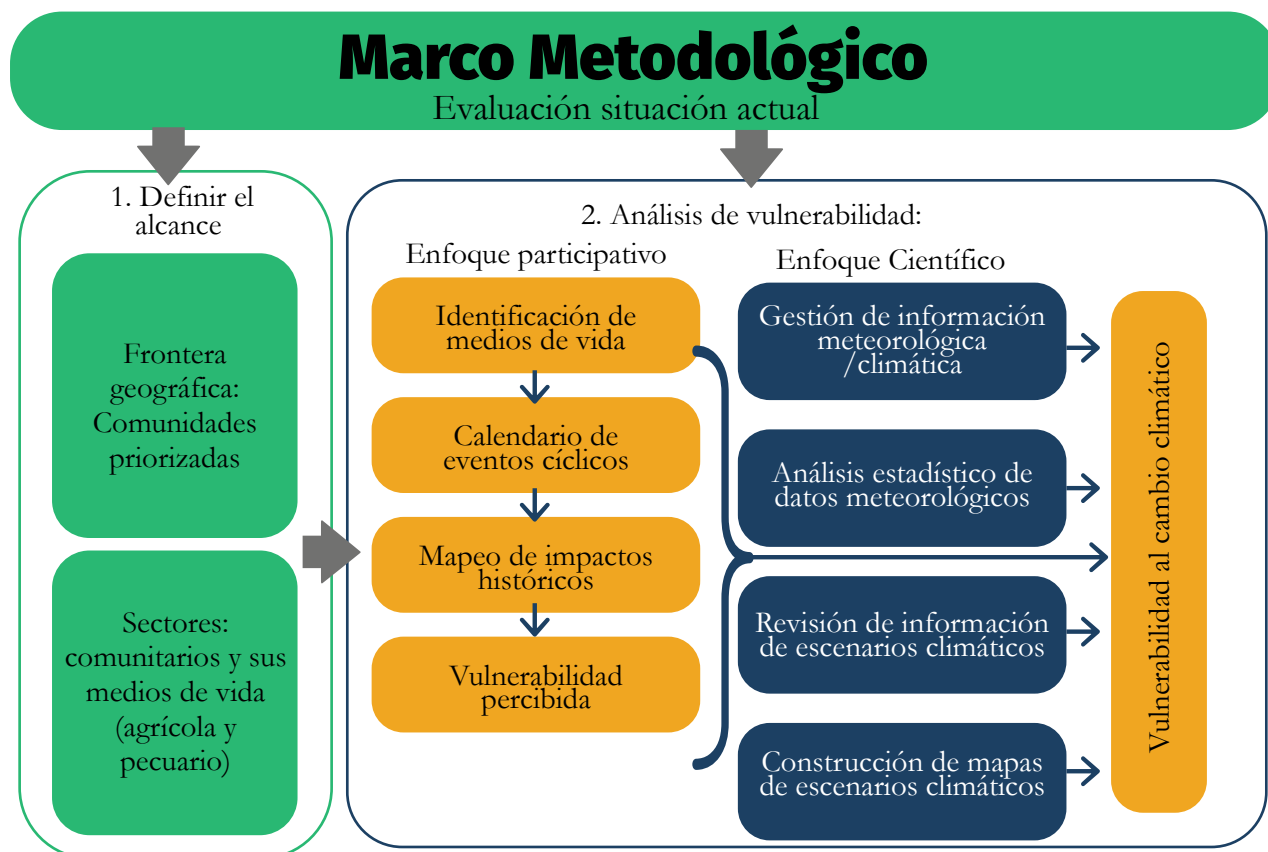 Marco Metodológico
Evaluación situación actual
1. Definir el
alcance
Frontera
geográfica:
Comunidades
priorizadas
Sectores:
comunitarios y sus
medios de vida
(agrícola y
pecuario)
2. Análisis de vulnerabilidad:
Enfoque participativo
Identificación de
medios de vida
Calendario de
eventos cíclicos
Mapeo de impactos
históricos
Vulnerabilidad
percibida
Enfoque Científico
Gestión de información
meteorológica
/climática
Análisis estadístico de
datos meteorológicos
Revisión de información
de escenarios climáticos
Construcción de mapas
de escenarios climáticos
Vulnerabilidad al cambio climático